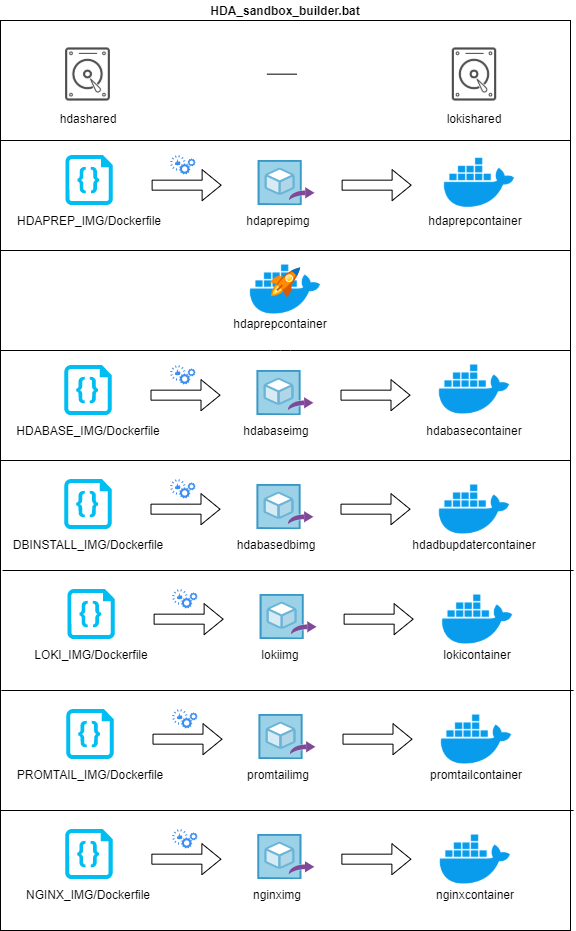 HDA_sandbox_builder.bat
hdashared
lokishared
HDAPREP_IMG/Dockerfile
hdaprepimg
hdaprepcontainer
hdaprepcontainer
HDABASE_IMG/Dockerfile
hdabaseimg
hdabasecontainer
DBINSTALL_IMG/Dockerfile
hdabasedbimg
hdadbupdatercontainer
LOKI_IMG/Dockerfile
lokiimg
lokicontainer
PROMTAIL_IMG/Dockerfile
promtailimg
promtailcontainer
NGINX_IMG/Dockerfile
nginximg
nginxcontainer